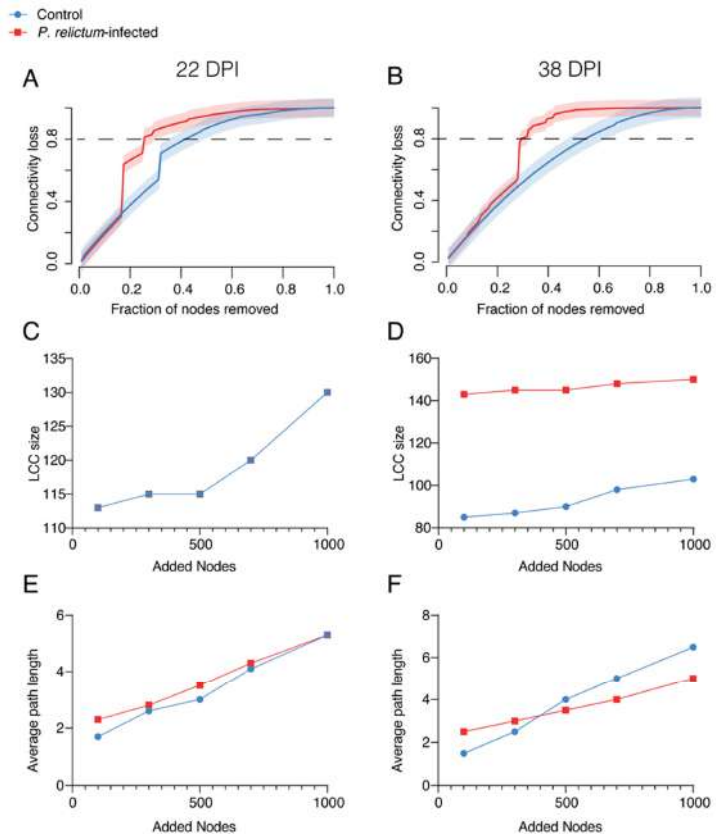 Control
P. relictum-infected
A
22 DPI
B
38 DPI
Connectivity loss
0.0
0.4
0.8
0.0
0.2
0.4
0.6
0.8
1.0
Fraction of nodes removed
Connectivity loss
0.0
0.4
0.8
0.0
0.2
0.4
0.6
0.8
1.0
Fraction of nodes removed
C
LCC size
135
130
125
120
115
110
0
500
1000
Added Nodes
D
LCC size
160
140
120
100
80
0
500
1000
Added Nodes
E
Average path length
6
4
2
0
0
500
1000
Added Nodes
F
Average path length
8
6
4
2
0
0
500
1000
Added Nodes